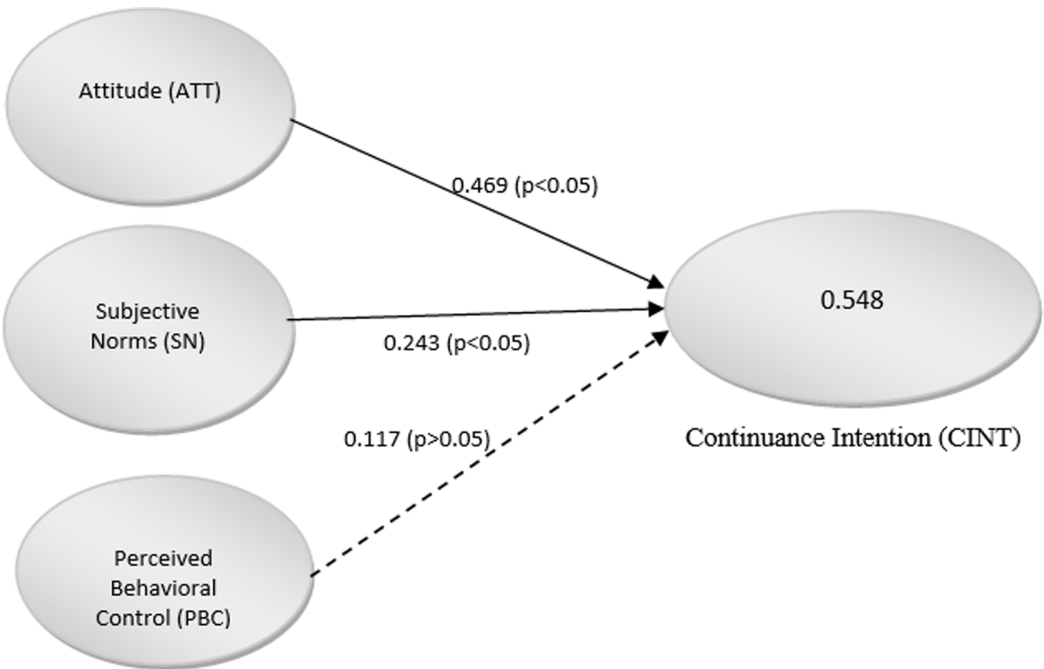 Attitude (ATT)
0.469 (p<0.05)
Subjective
Norms (SN)
0.243 (p<0.05)
0.548
Continuance Intention (CINT)
0.117 (p>0.05)
Perceived
Behavioral
Control (PBC)